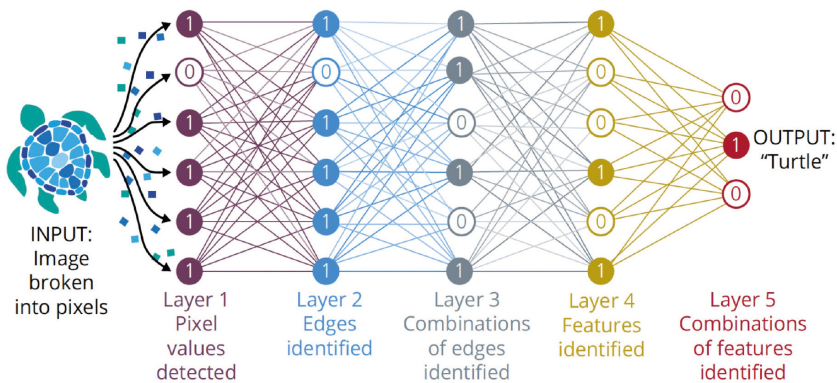 1 1 1 1
0 0 1 0
0
1 1 0 0
1
OUTPUT:
1 1 1 1
“Turtle”
0
1 1 0 0
INPUT:
Image
broken
into pixels
1 1 1 1
Layer 1
Pixel
values
detected
Layer 2
Edges
identified
Layer 3
Combinations
of edges
identified
Layer 4
Features
identified
Layer 5
Combinations
of features
identified